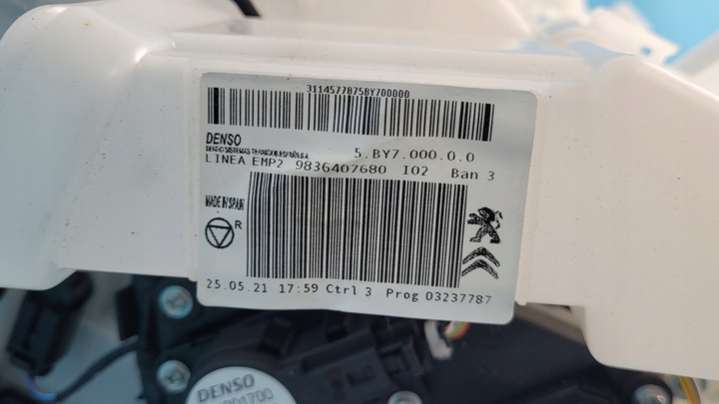 3114577875BY700000
DENSO
5.BY7.000.0.0
LINEA EMP2 9836407680 I02 Ban 3
MADE IN SPAIN
R
25.05.21 17:59 Ctrl 3 Prog 03237787
DENSO